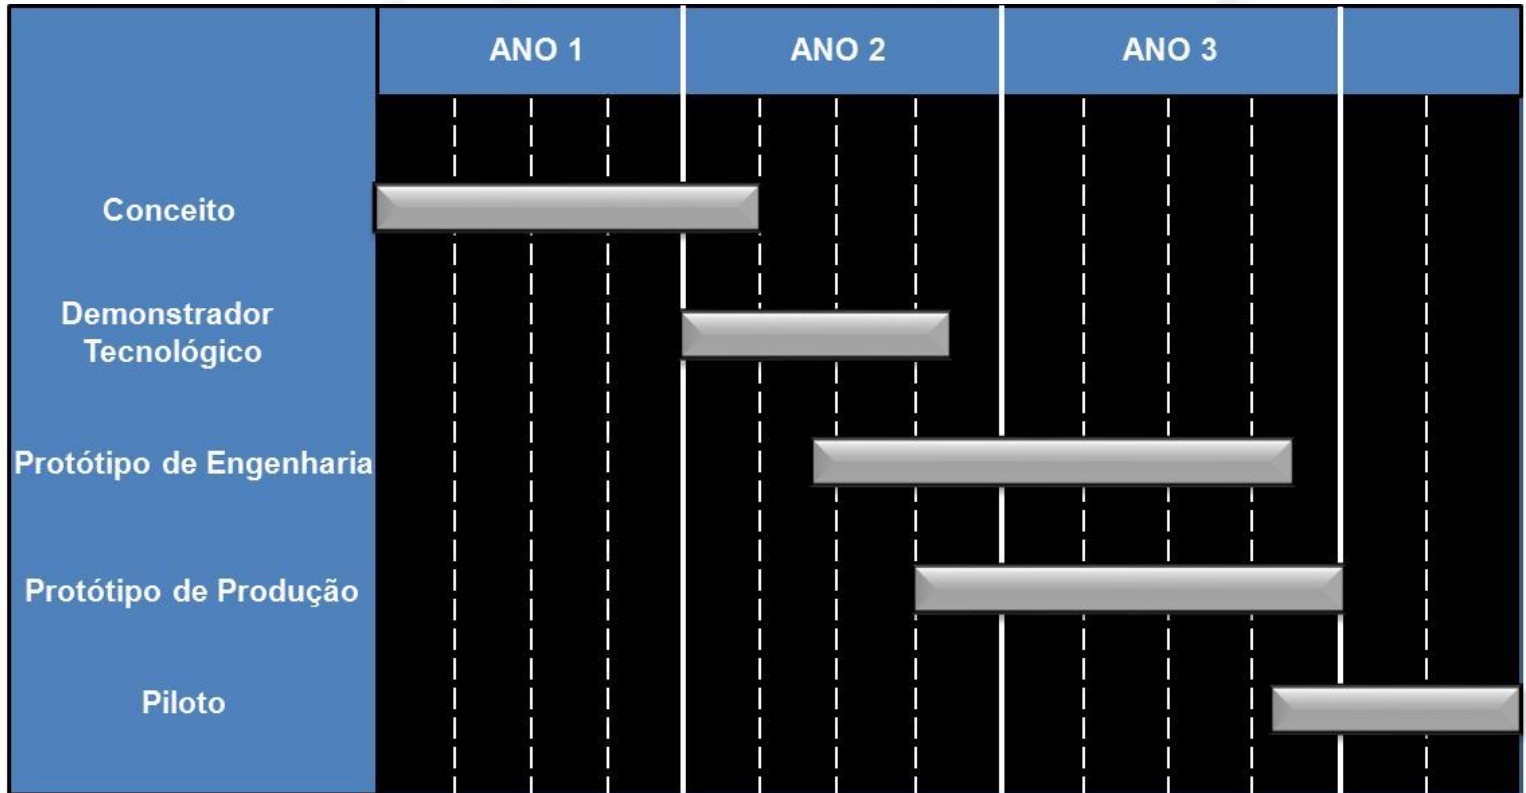 ANO 1
ANO 2
ANO 3
Conceito
Demonstrador
Tecnológico
Protótipo de Engenharia
Protótipo de Produção
Piloto